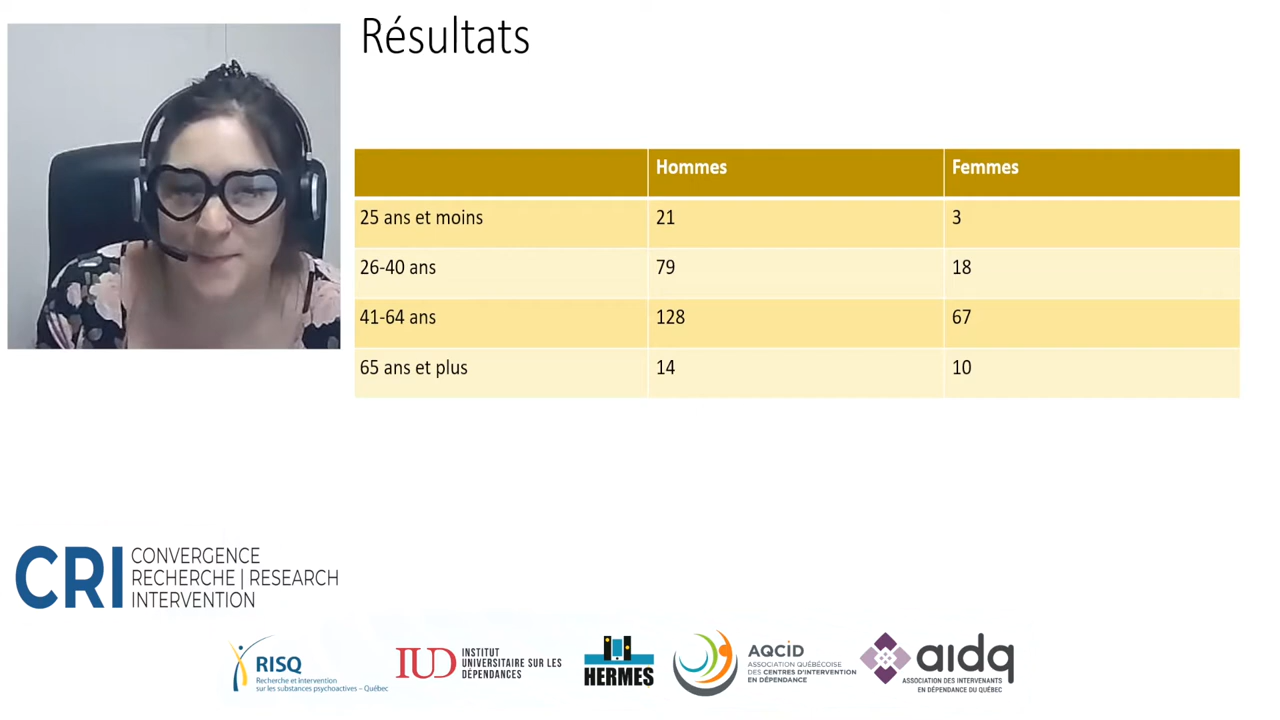 Résultats
Hommes Femmes
25 ans et moins 21 3
26-40 ans 79 18
41-64 ans 128 67
65 ans et plus 14 10
CRI
CONVERGENCE
RECHERCHE | RESEARCH
INTERVENTION
RISQ
Recherche et intervention
sur les substances psychoactives – Québec
IUD
INSTITUT
UNIVERSITAIRE SUR LES
DÉPENDANCES
HERMES
AQCiD
ASSOCIATION QUÉBÉCOISE
DES CENTRES D'INTERVENTION
EN DÉPENDANCE
aidq
ASSOCIATION DES INTERVENANTS
EN DÉPENDANCE DU QUÉBEC